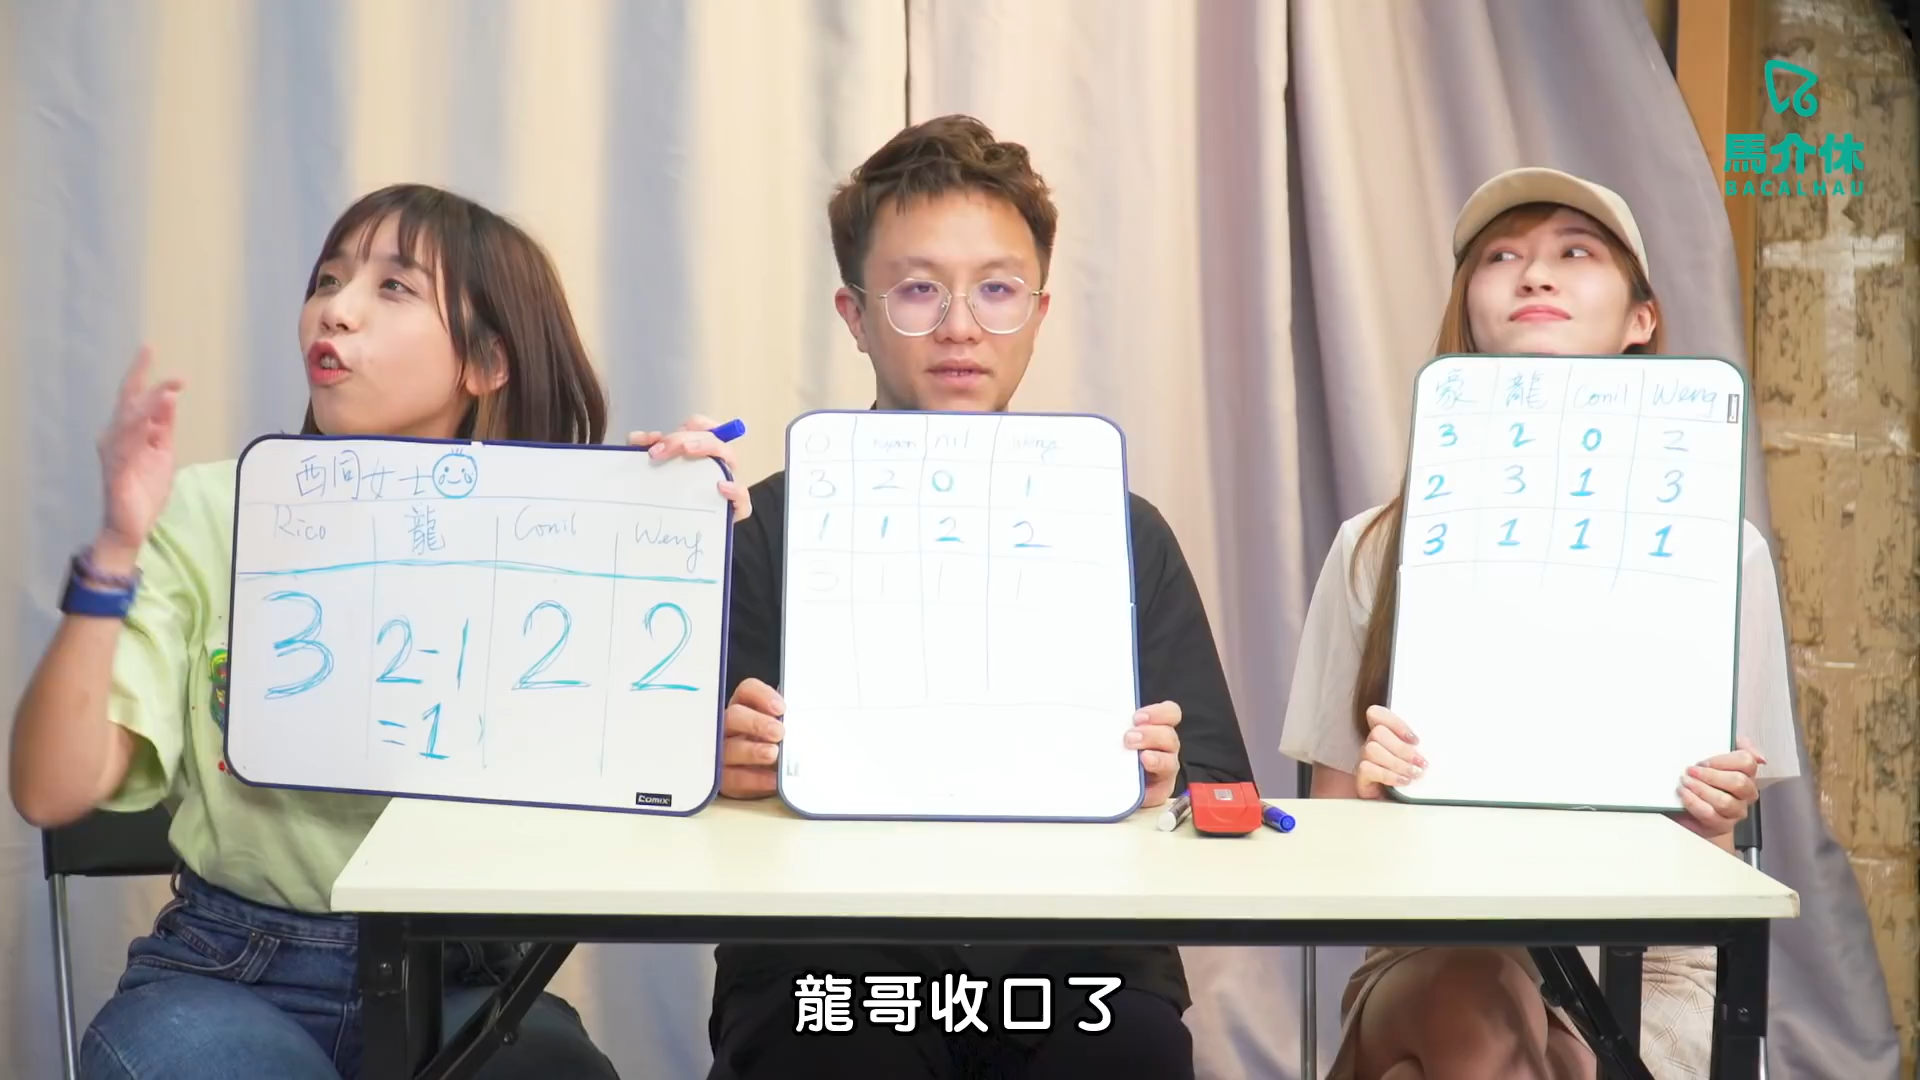 馬介休
BACALHAU
西同女士
Rico 龍 Conil Weng
3 2-1 2 2
=1
Comix
nil Weng
3 2 0 1
1 1 2 2
3 1 1 1
豪 龍 Conil Weng
3 2 0 2
2 3 1 3
3 1 1 1
龍哥收口了